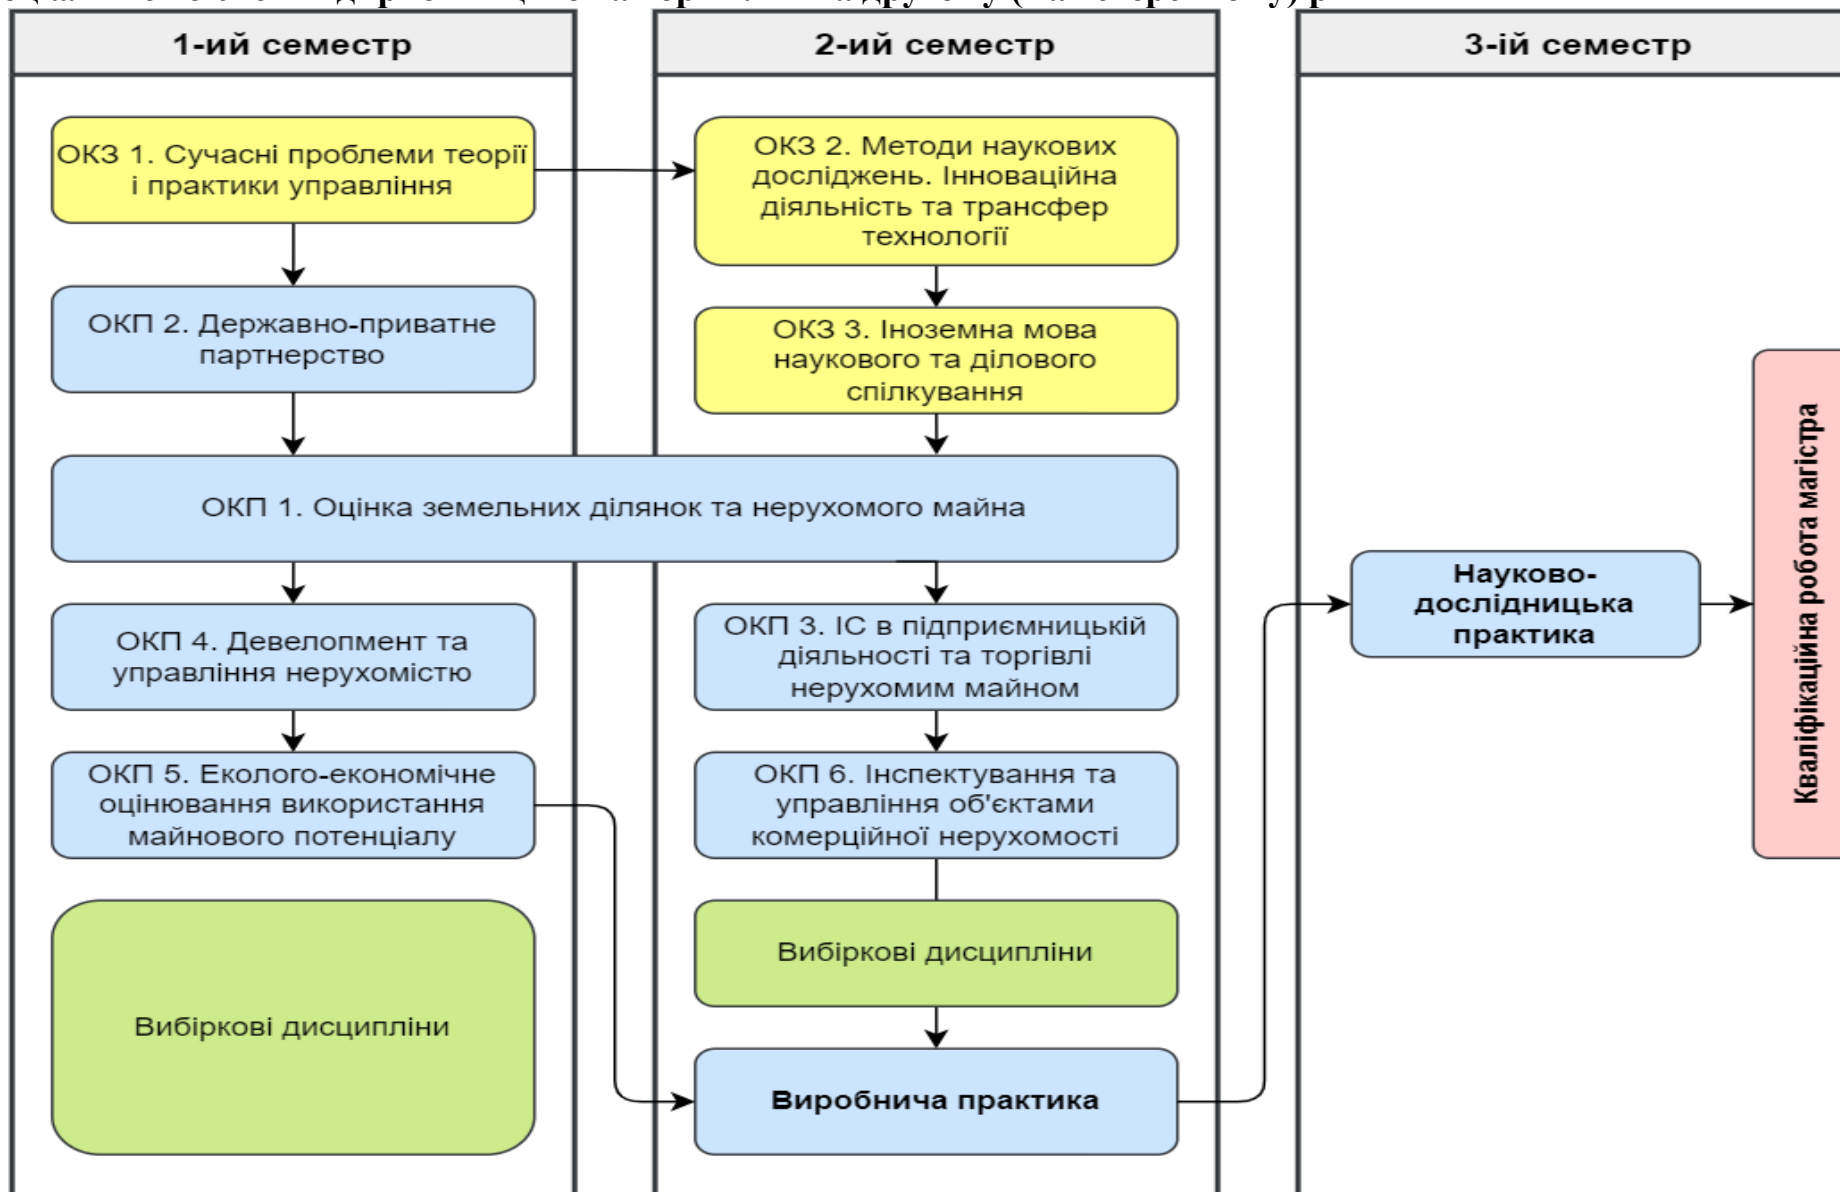 1-ий семестр
ОКЗ 1. Сучасні проблеми теорії
і практики управління
ОКП 2. Державно-приватне
партнерство
ОКП 1. Оцінка земельних ділянок та нерухомого майна
ОКП 4. Девелопмент та
управління нерухомістю
ОКП 5. Еколого-економічне
оцінювання використання
майнового потенціалу
Вибіркові дисципліни
2-ий семестр
ОКЗ 2. Методи наукових
досліджень. Інноваційна
діяльність та трансфер
технології
ОКЗ 3. Іноземна мова
наукового та ділового
спілкування
ОКП 3. ІС в підприємницькій
діяльності та торгівлі
нерухомим майном
ОКП 6. Інспектування та
управління об'єктами
комерційної нерухомості
Вибіркові дисципліни
Виробнича практика
3-ій семестр
Науково-
дослідницька
практика
Кваліфікаційна робота магістра